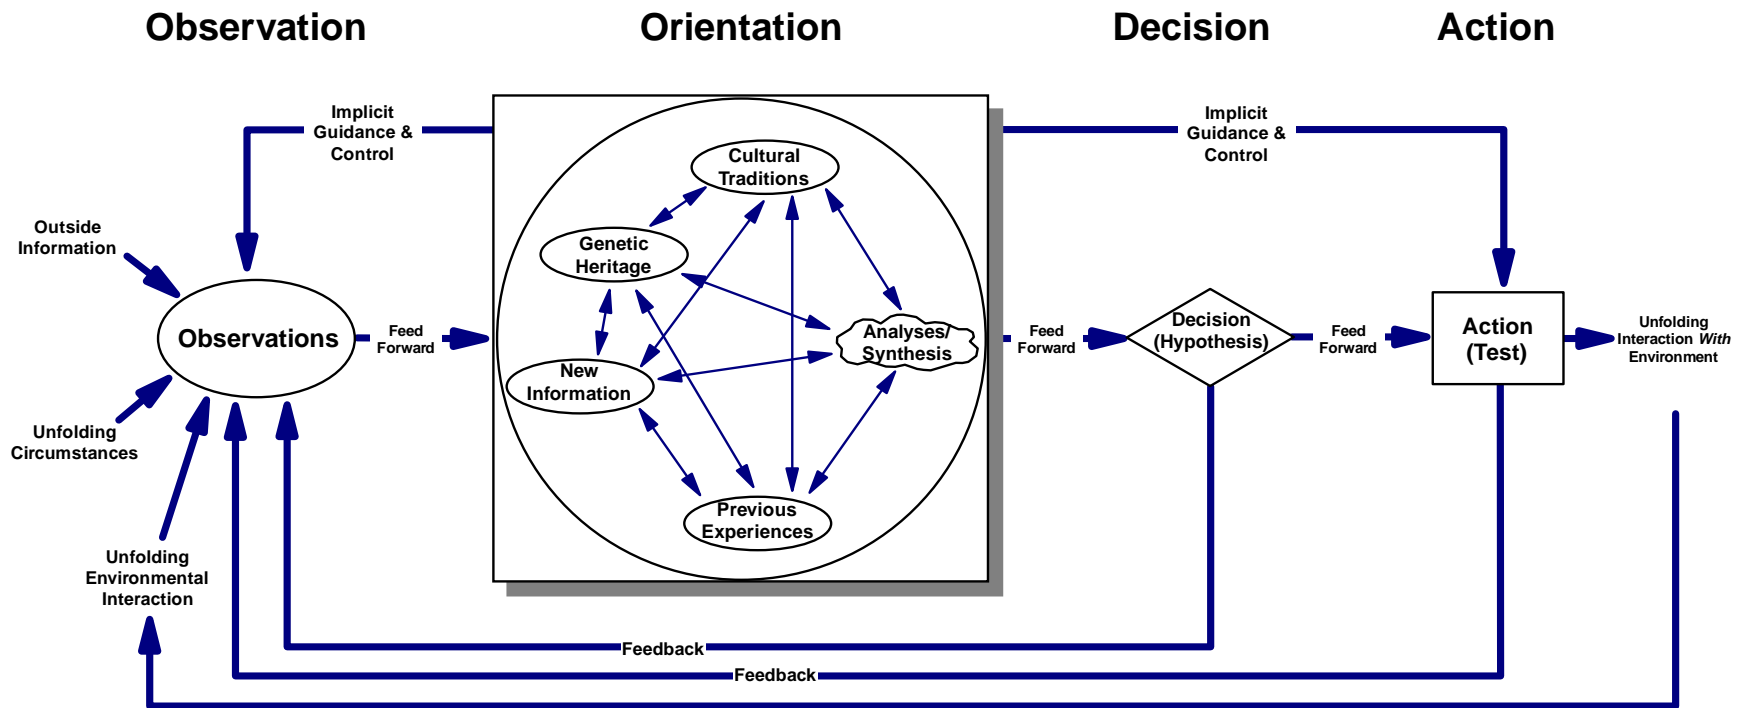 Observation
Orientation
Decision
Action
Implicit
Guidance &
Control
Implicit
Guidance &
Control
Cultural
Traditions
Genetic
Heritage
New
Information
Previous
Experiences
Analyses/
Synthesis
Outside
Information
Observations
Unfolding
Circumstances
Unfolding
Environmental
Interaction
Feed
Forward
Feed
Forward
Decision
(Hypothesis)
Feed
Forward
Action
(Test)
Unfolding
Interaction With
Environment
Feedback
Feedback